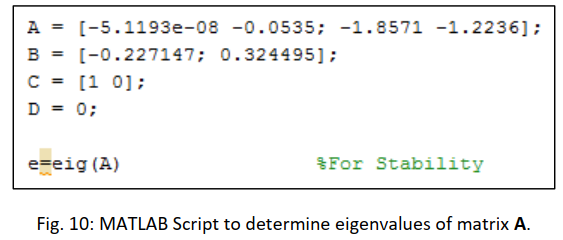 A = [-5.1193e-08 -0.0535; -1.8571 -1.2236];
B = [-0.227147; 0.324495];
C = [1 0];
D = 0;
e=eig(A) %For Stability
Fig. 10: MATLAB Script to determine eigenvalues of matrix A.